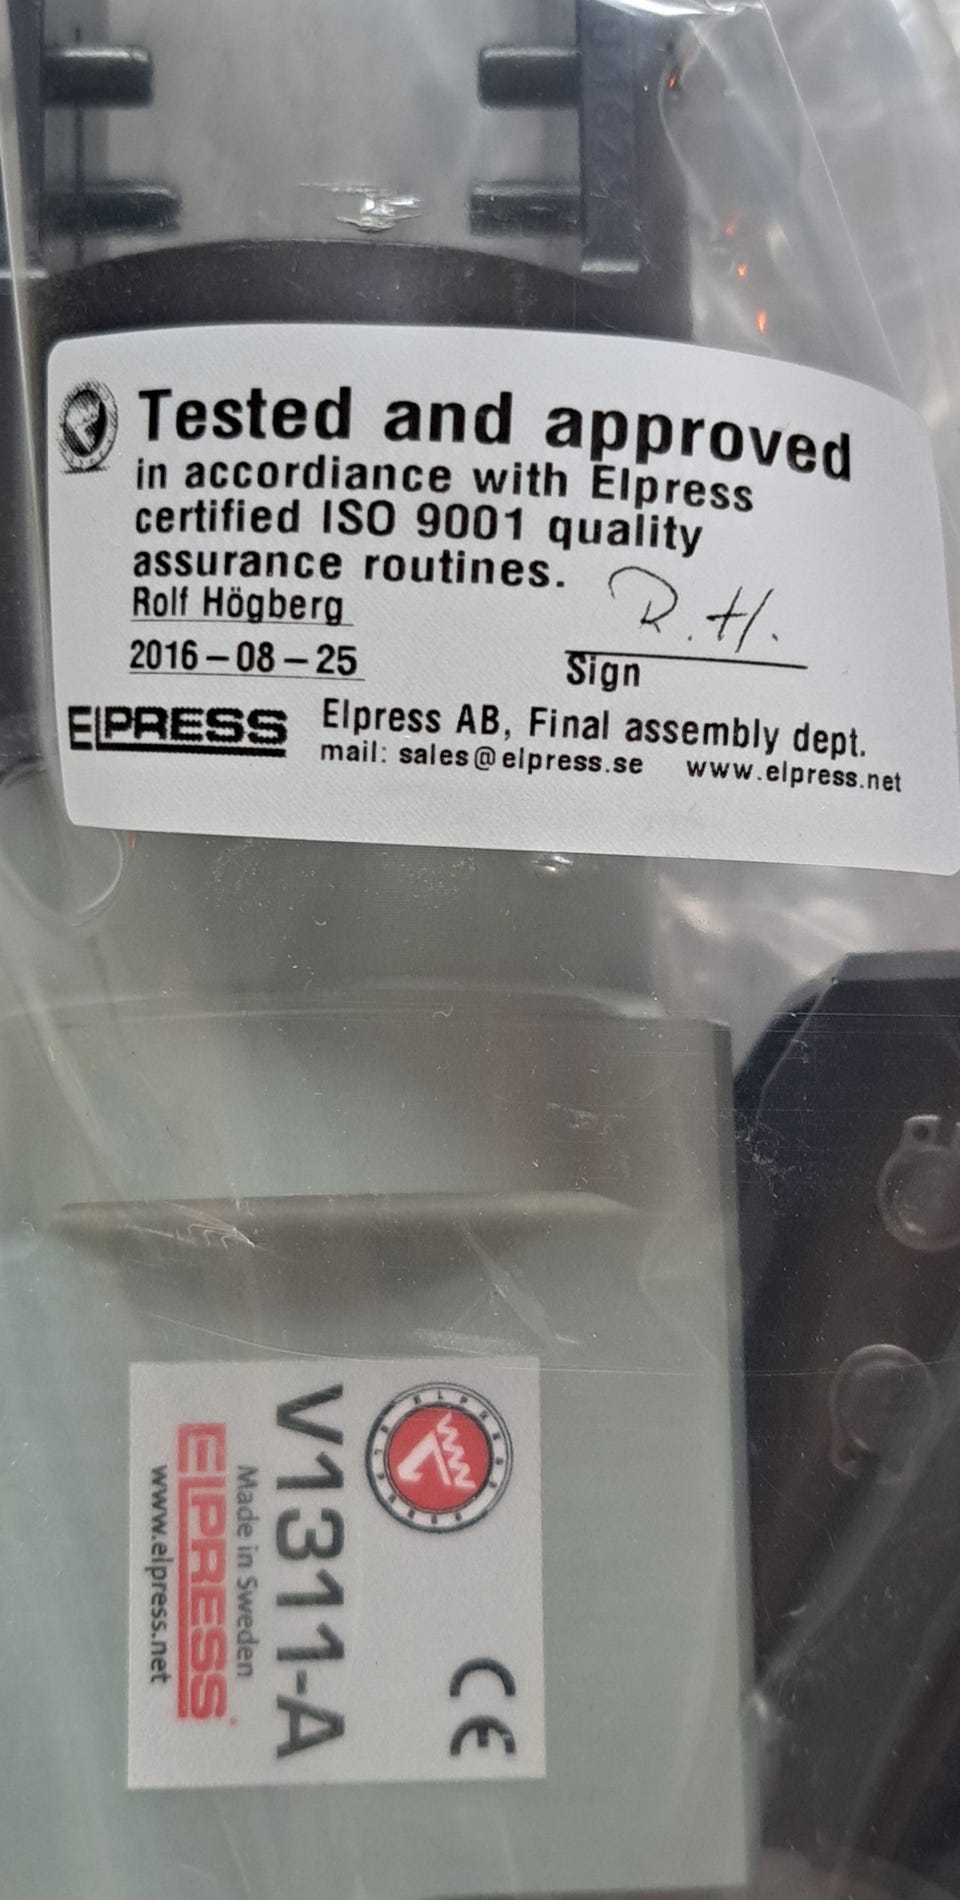 Tested and approved
in accordiance with Elpress
certified ISO 9001 quality
assurance routines.
Rolf Högberg
R.H.
2016-08-25
Sign
ELPRESS
Elpress AB, Final assembly dept.
mail: sales@elpress.se www.elpress.net
ELPRESS
CE
V1311-A
Made in Sweden
ELPRESS
www.elpress.net